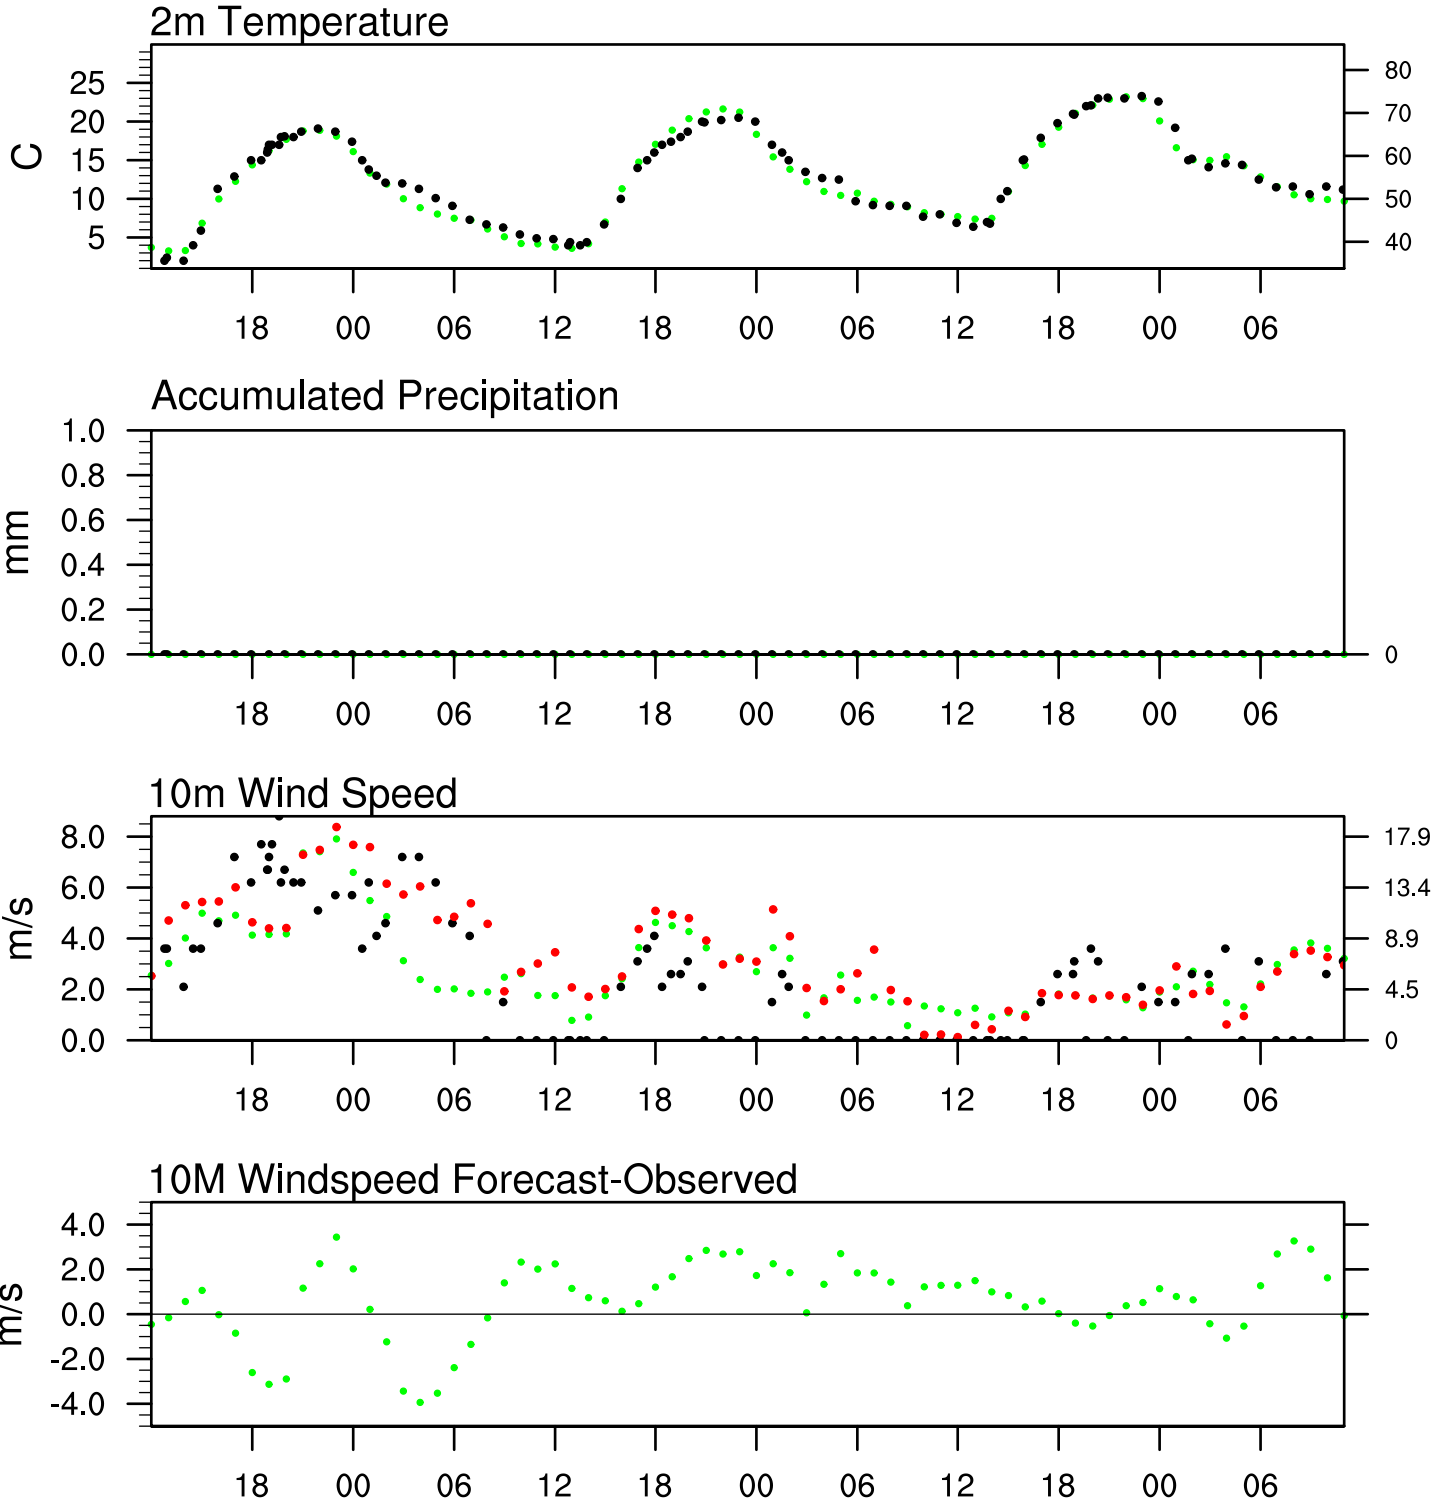 2m Temperature
C
25
20
15
10
5
80
70
60
50
40
18 00 06 12 18 00 06 12 18 00 06
Accumulated Precipitation
mm
1.0
0.8
0.6
0.4
0.2
0.0
0
18 00 06 12 18 00 06 12 18 00 06
10m Wind Speed
m/s
8.0
6.0
4.0
2.0
0.0
17.9
13.4
8.9
4.5
0
18 00 06 12 18 00 06 12 18 00 06
10M Windspeed Forecast-Observed
m/s
4.0
2.0
0.0
-2.0
-4.0
18 00 06 12 18 00 06 12 18 00 06